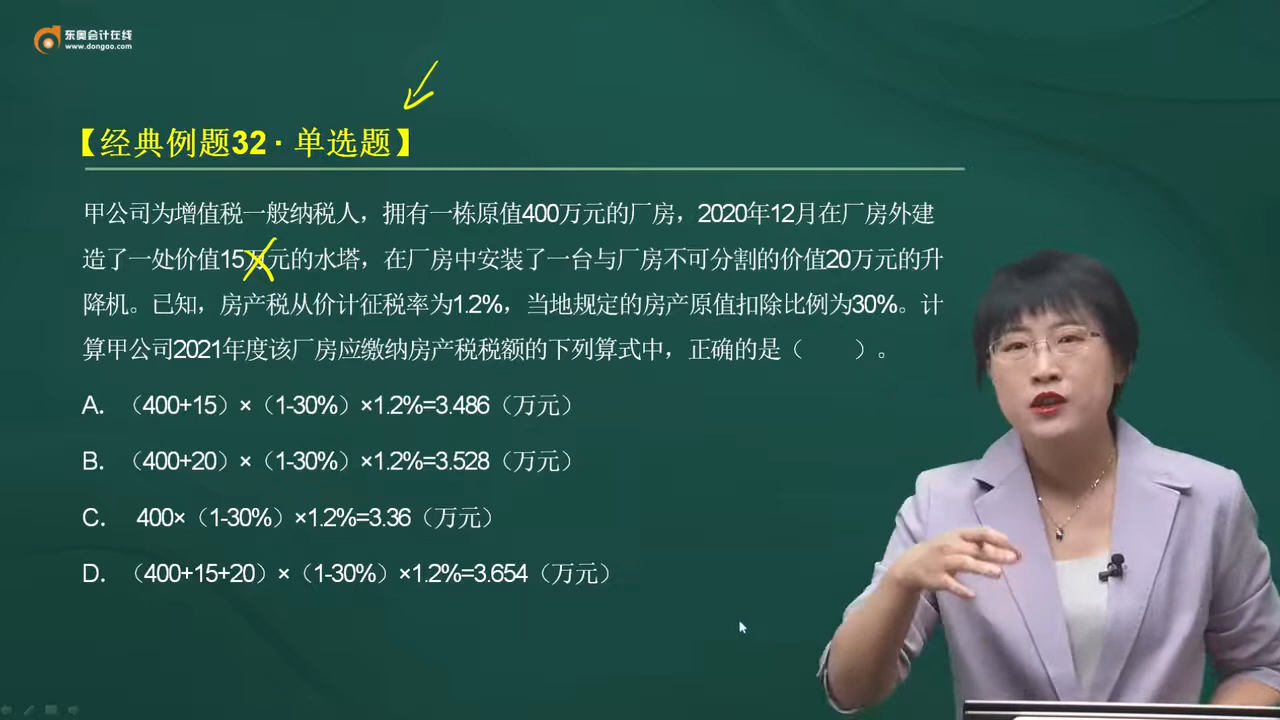 东奥会计在线
www.dongao.com
【经典例题32 · 单选题】
甲公司为增值税一般纳税人，拥有一栋原值400万元的厂房，2020年12月在厂房外建
造了一处价值15万元的水塔，在厂房中安装了一台与厂房不可分割的价值20万元的升
降机。已知，房产税从价计征税率为1.2%，当地规定的房产原值扣除比例为30%。计
算甲公司2021年度该厂房应缴纳房产税税额的下列算式中，正确的是（　　）。
A. （400+15）×（1-30%）×1.2%=3.486（万元）
B. （400+20）×（1-30%）×1.2%=3.528（万元）
C. 400×（1-30%）×1.2%=3.36（万元）
D. （400+15+20）×（1-30%）×1.2%=3.654（万元）